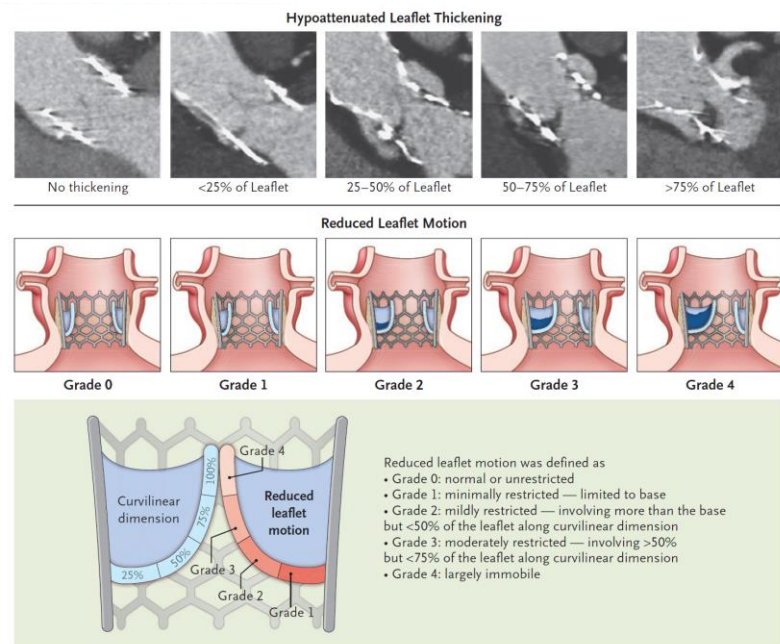 Hypoattenuated Leaflet Thickening
No thickening
<25% of Leaflet
25–50% of Leaflet
50–75% of Leaflet
>75% of Leaflet
Reduced Leaflet Motion
Grade 0
Grade 1
Grade 2
Grade 3
Grade 4
Curvilinear
dimension
25%
50%
75%
100%
Grade 4
Reduced
leaflet
motion
Grade 3
Grade 2
Grade 1
Reduced leaflet motion was defined as
• Grade 0: normal or unrestricted
• Grade 1: minimally restricted — limited to base
• Grade 2: mildly restricted — involving more than the base
but <50% of the leaflet along curvilinear dimension
• Grade 3: moderately restricted — involving >50%
but <75% of the leaflet along curvilinear dimension
• Grade 4: largely immobile